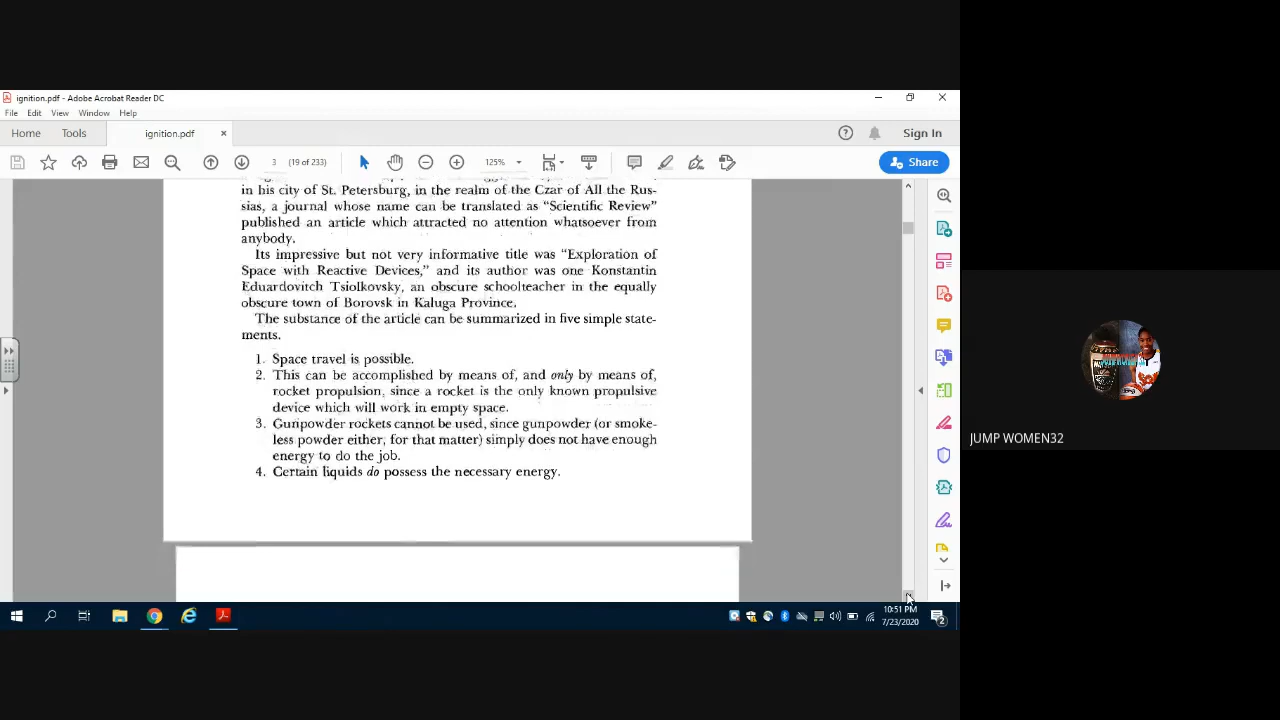 ignition.pdf - Adobe Acrobat Reader DC
File Edit View Window Help
Home Tools ignition.pdf × Sign In
3 (19 of 233) 125% Share
in his city of St. Petersburg, in the realm of the Czar of All the Rus-
sias, a journal whose name can be translated as “Scientific Review”
published an article which attracted no attention whatsoever from
anybody.
Its impressive but not very informative title was “Exploration of
Space with Reactive Devices,” and its author was one Konstantin
Eduardovitch Tsiolkovsky, an obscure schoolteacher in the equally
obscure town of Borovsk in Kaluga Province.
The substance of the article can be summarized in five simple state-
ments.
1. Space travel is possible.
2. This can be accomplished by means of, and only by means of,
rocket propulsion, since a rocket is the only known propulsive
device which will work in empty space.
3. Gunpowder rockets cannot be used, since gunpowder (or smoke-
less powder either, for that matter) simply does not have enough
energy to do the job.
4. Certain liquids do possess the necessary energy.
JUMP WOMEN32
10:51 PM
7/23/2020
2